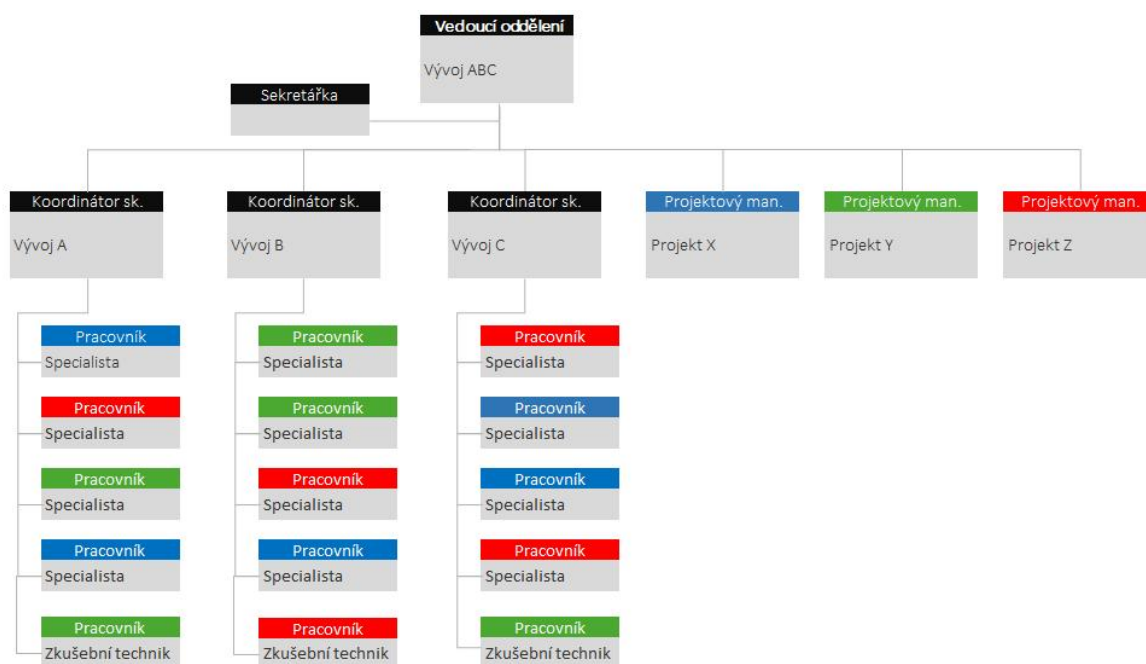 Vedoucí oddělení
Vývoj ABC
Sekretářka
Koordinátor sk.
Vývoj A
Koordinátor sk.
Vývoj B
Koordinátor sk.
Vývoj C
Projektový man.
Projekt X
Projektový man.
Projekt Y
Projektový man.
Projekt Z
Pracovník
Specialista
Pracovník
Specialista
Pracovník
Specialista
Pracovník
Specialista
Pracovník
Zkušební technik
Pracovník
Specialista
Pracovník
Specialista
Pracovník
Specialista
Pracovník
Specialista
Pracovník
Zkušební technik
Pracovník
Specialista
Pracovník
Specialista
Pracovník
Specialista
Pracovník
Specialista
Pracovník
Zkušební technik